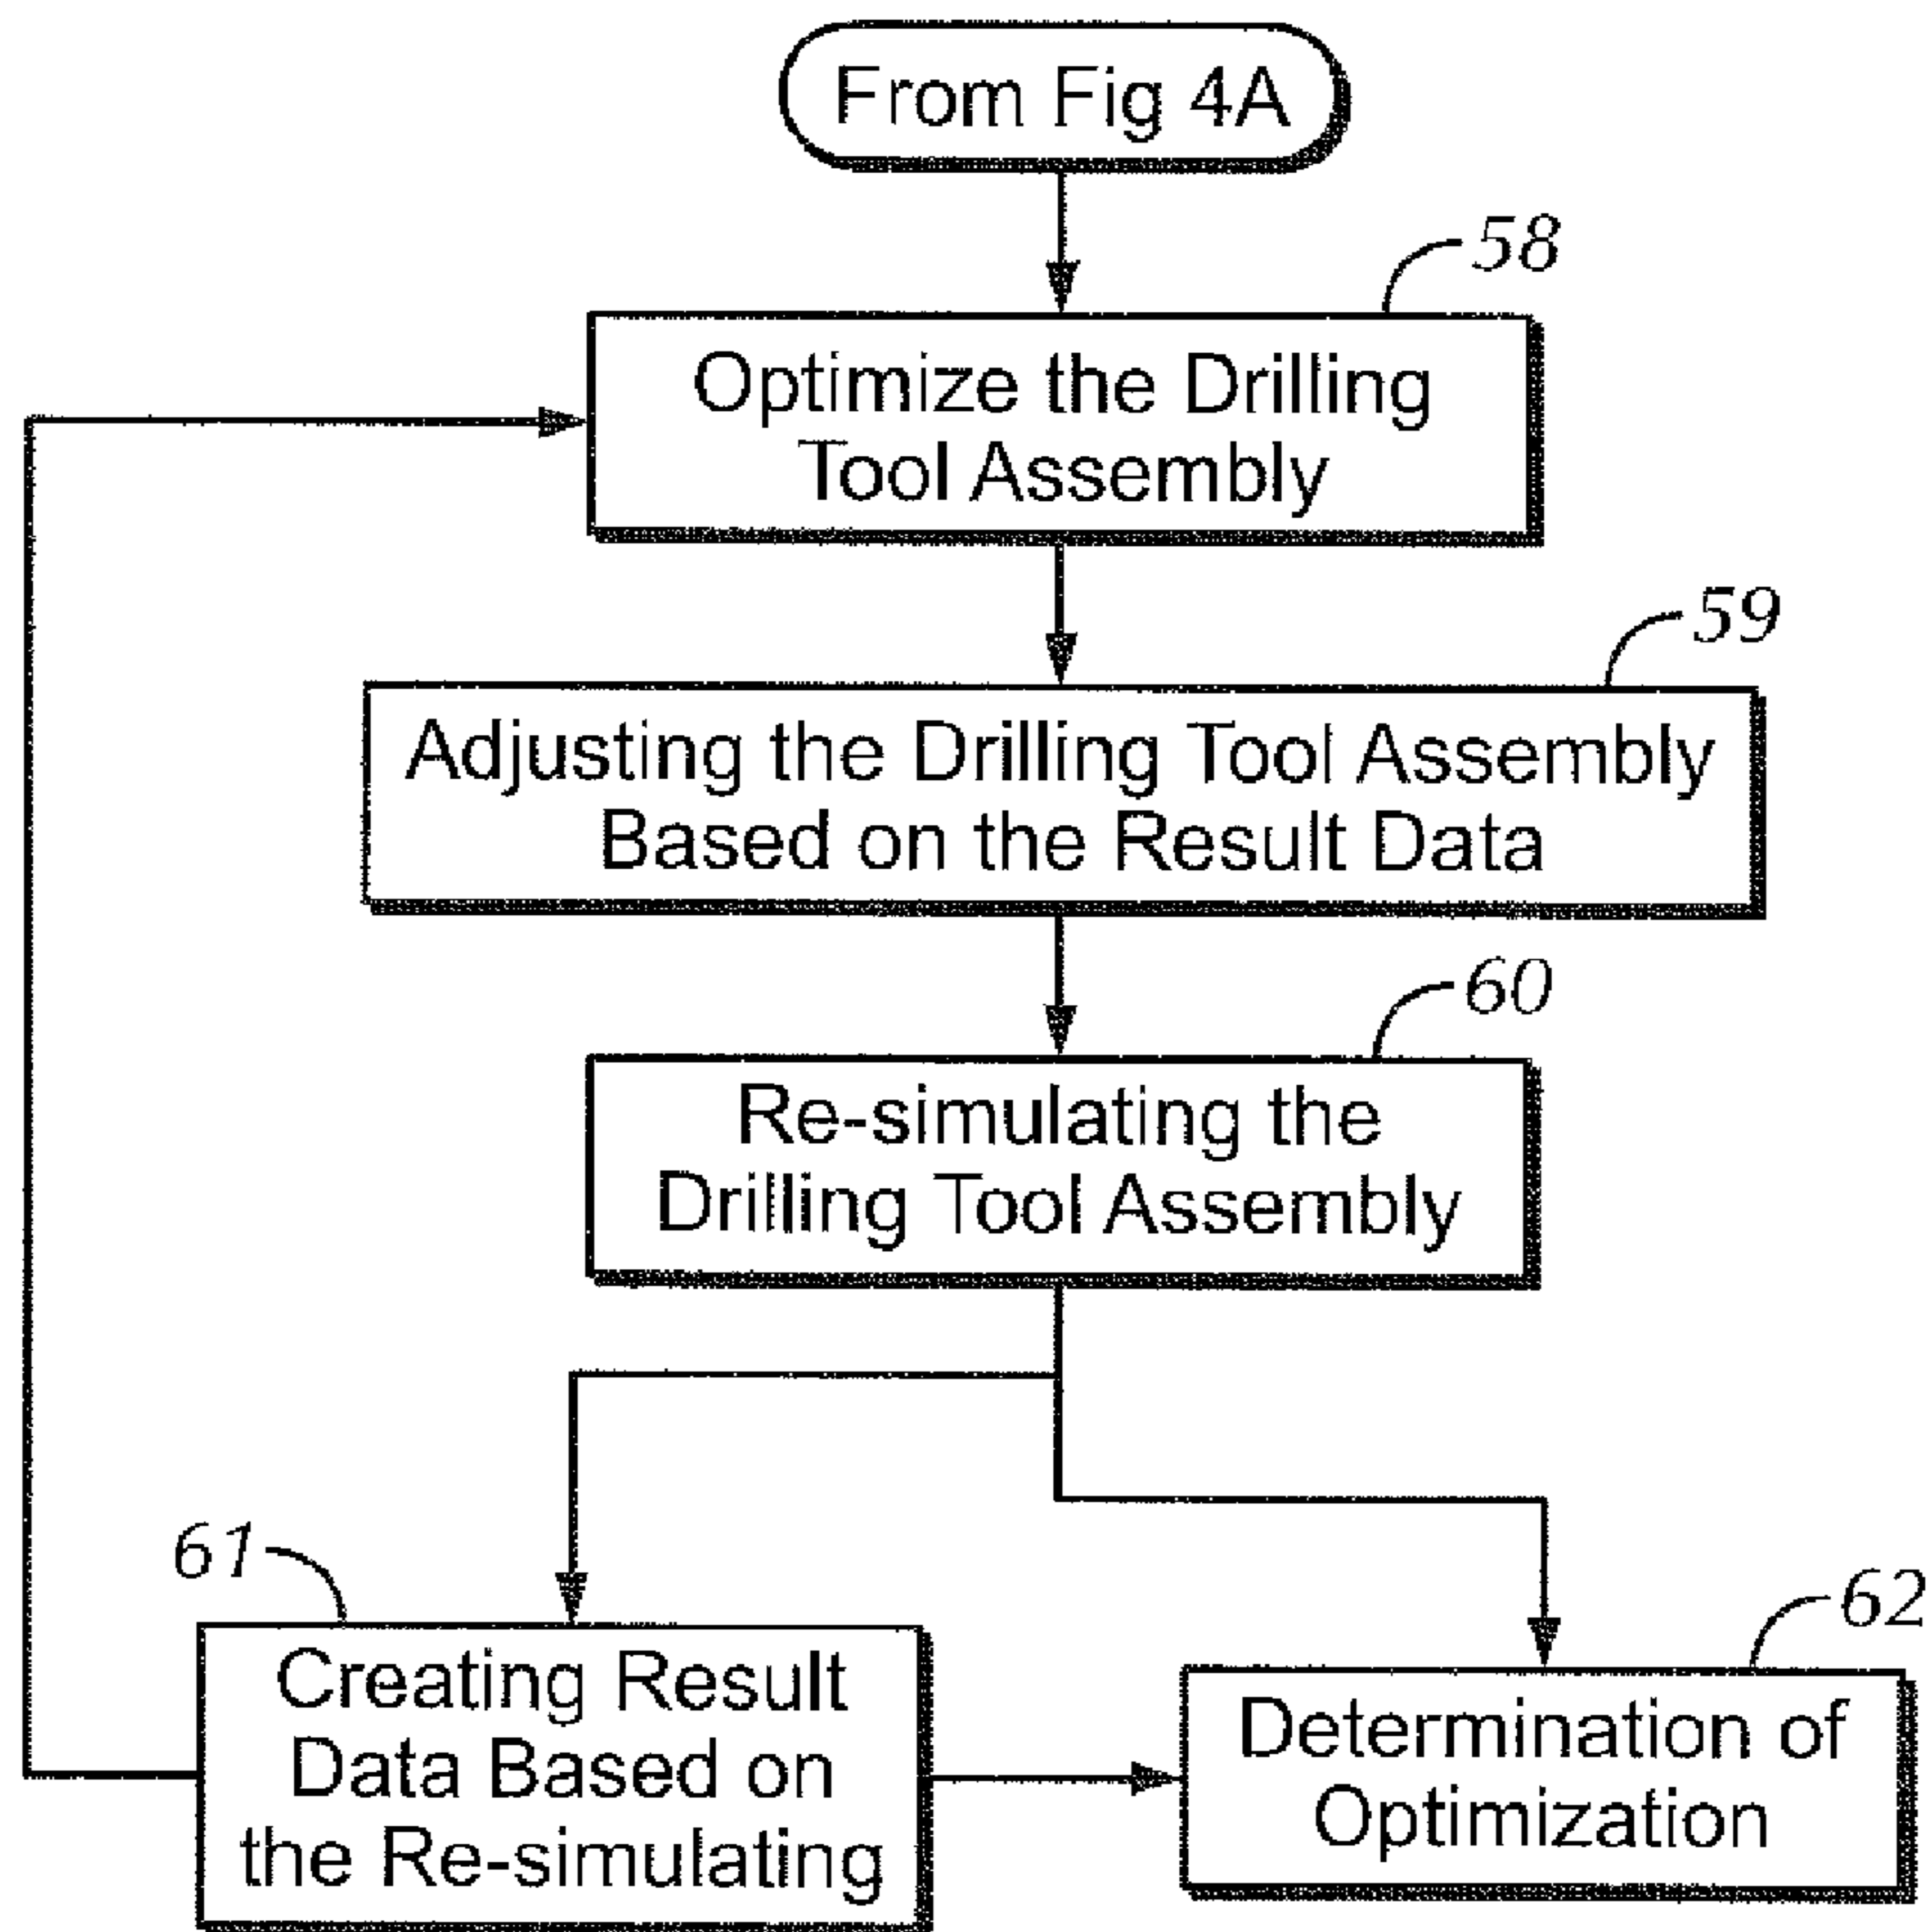 From Fig 4A
58
Optimize the Drilling
Tool Assembly
59
Adjusting the Drilling Tool Assembly
Based on the Result Data
60
Re-simulating the
Drilling Tool Assembly
61
Creating Result
Data Based on
the Re-simulating
62
Determination of
Optimization